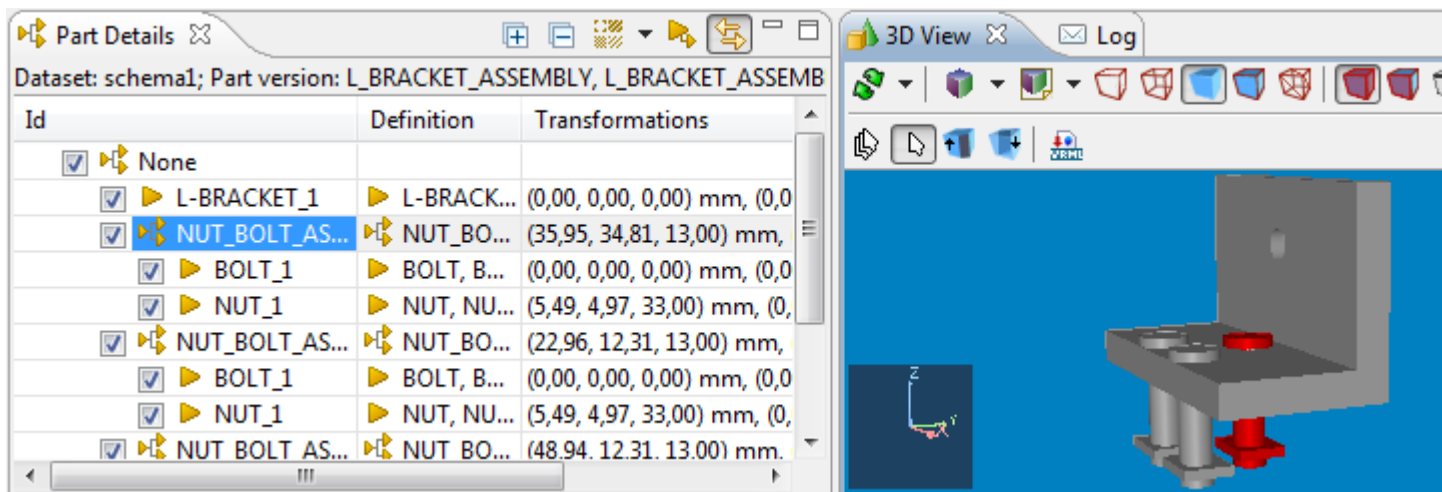 Part Details
3D View
Log
Dataset: schema1; Part version: L_BRACKET_ASSEMBLY, L_BRACKET_ASSEMB
Id Definition Transformations
None
L-BRACKET_1 L-BRACK... (0,00, 0,00, 0,00) mm, (0,0
NUT_BOLT_AS... NUT_BO... (35,95, 34,81, 13,00) mm,
BOLT_1 BOLT, B... (0,00, 0,00, 0,00) mm, (0,0
NUT_1 NUT, NU... (5,49, 4,97, 33,00) mm, (0,
NUT_BOLT_AS... NUT_BO... (22,96, 12,31, 13,00) mm,
BOLT_1 BOLT, B... (0,00, 0,00, 0,00) mm, (0,0
NUT_1 NUT, NU... (5,49, 4,97, 33,00) mm, (0,
NUT_BOLT_AS... NUT_BO... (48,94, 12,31, 13,00) mm,
VRML
Z
Y
X